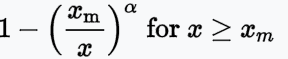 1 − (x_m / x)^α for x ≥ x_m